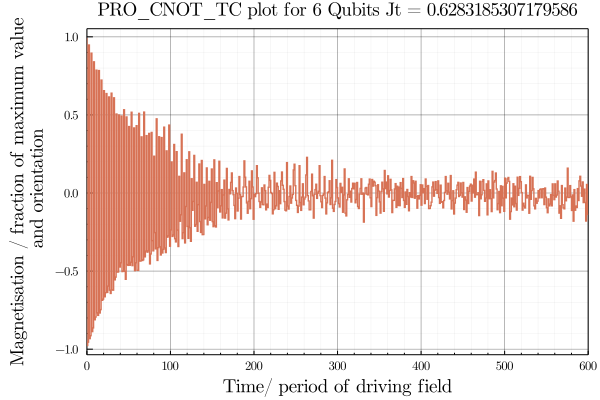 PRO_CNOT_TC plot for 6 Qubits Jt = 0.6283185307179586
Magnetisation / fraction of maximum value
and orientation
1.0
0.5
0.0
−0.5
−1.0
0 100 200 300 400 500 600
Time/ period of driving field